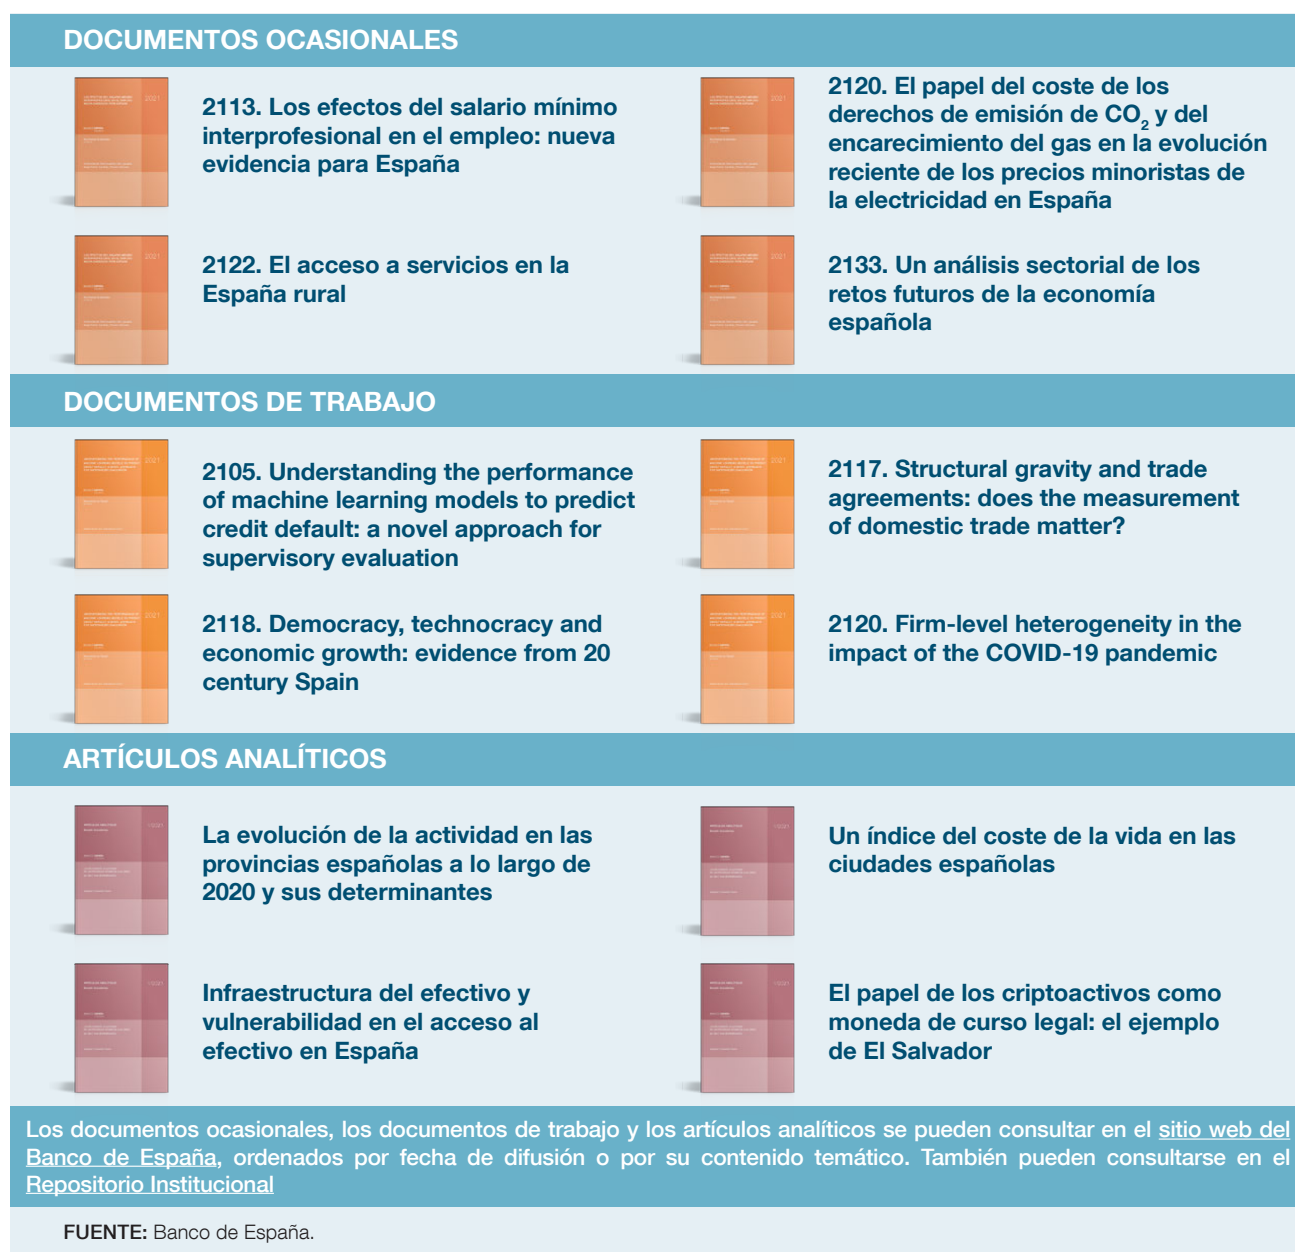 DOCUMENTOS OCASIONALES
2113. Los efectos del salario mínimo
interprofesional en el empleo: nueva
evidencia para España
2120. El papel del coste de los
derechos de emisión de CO₂ y del
encarecimiento del gas en la evolución
reciente de los precios minoristas de
la electricidad en España
2122. El acceso a servicios en la
España rural
2133. Un análisis sectorial de los
retos futuros de la economía
española
DOCUMENTOS DE TRABAJO
2105. Understanding the performance
of machine learning models to predict
credit default: a novel approach for
supervisory evaluation
2117. Structural gravity and trade
agreements: does the measurement
of domestic trade matter?
2118. Democracy, technocracy and
economic growth: evidence from 20
century Spain
2120. Firm-level heterogeneity in the
impact of the COVID-19 pandemic
ARTÍCULOS ANALÍTICOS
La evolución de la actividad en las
provincias españolas a lo largo de
2020 y sus determinantes
Un índice del coste de la vida en las
ciudades españolas
Infraestructura del efectivo y
vulnerabilidad en el acceso al
efectivo en España
El papel de los criptoactivos como
moneda de curso legal: el ejemplo
de El Salvador
Los documentos ocasionales, los documentos de trabajo y los artículos analíticos se pueden consultar en el sitio web del
Banco de España, ordenados por fecha de difusión o por su contenido temático. También pueden consultarse en el
Repositorio Institucional
FUENTE: Banco de España.